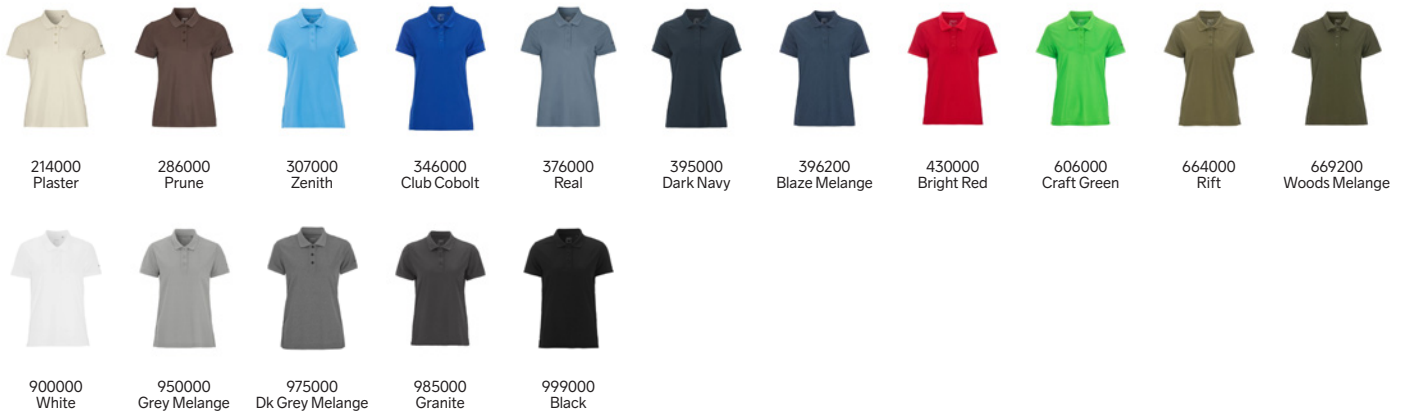 214000
Plaster
286000
Prune
307000
Zenith
346000
Club Cobolt
376000
Real
395000
Dark Navy
396200
Blaze Melange
430000
Bright Red
606000
Craft Green
664000
Rift
669200
Woods Melange
900000
White
950000
Grey Melange
975000
Dk Grey Melange
985000
Granite
999000
Black